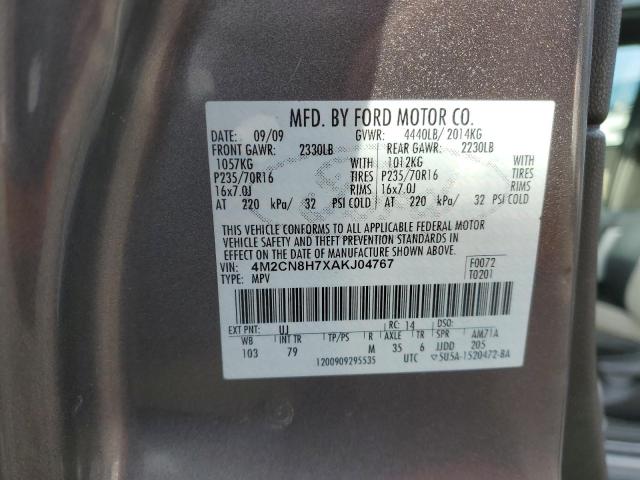 MFD. BY FORD MOTOR CO.
DATE: 09/09 GVWR: 4440LB/ 2014KG
FRONT GAWR: 2330LB REAR GAWR: 2230LB
1057KG WITH 1012KG WITH
P235/70R16 TIRES P235/70R16 TIRES
16x7.0J RIMS 16x7.0J RIMS
AT 220 kPa/ 32 PSI COLD AT 220 kPa/ 32 PSI COLD
THIS VEHICLE CONFORMS TO ALL APPLICABLE FEDERAL MOTOR
VEHICLE SAFETY AND THEFT PREVENTION STANDARDS IN
EFFECT ON THE DATE OF MANUFACTURE SHOWN ABOVE.
VIN: 4M2CN8H7XAKJ04767 F0072
TYPE: MPV T0201
EXT PNT: UJ RC: 14 DSO:
WB INT TR TP/PS R AXLE TR SPR AM71A
103 79 M 35 6 JJDD 205
1200909295535 UTC ▽5U5A-1520472-BA